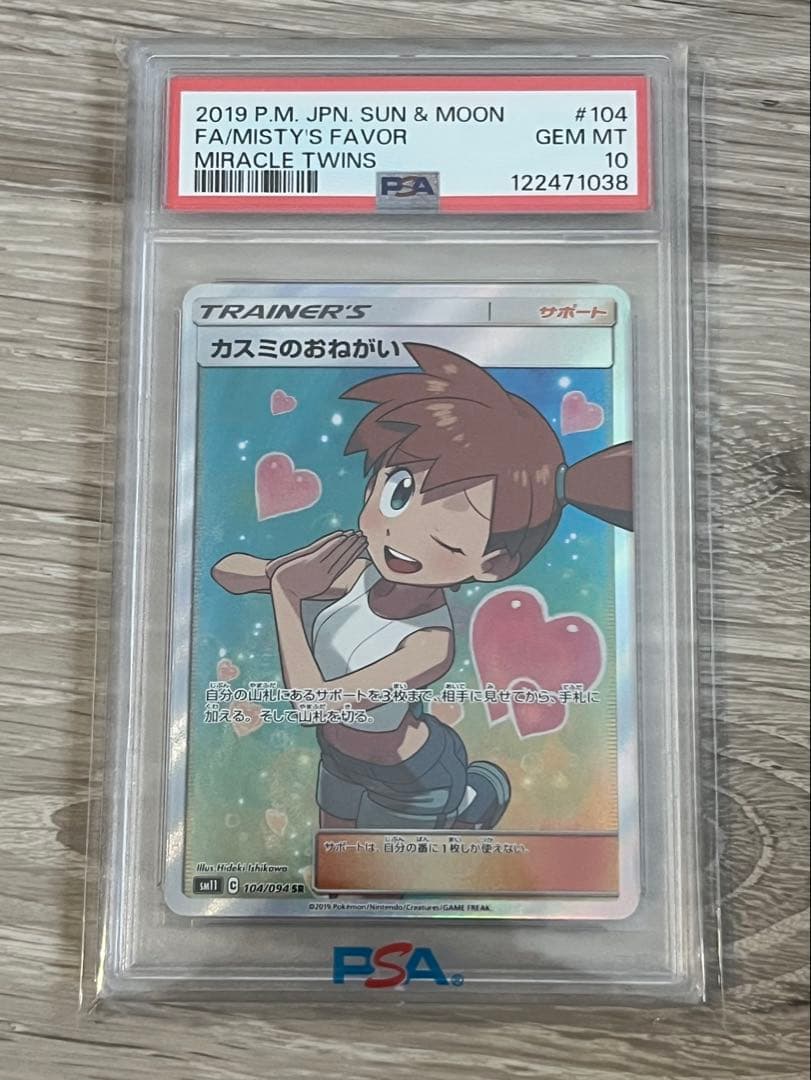 2019 P.M. JPN. SUN & MOON #104
FA/MISTY'S FAVOR GEM MT
MIRACLE TWINS 10
PSA 122471038
TRAINER'S サポート
カスミのおねがい
自分の山札にあるサポートを3枚まで、相手に見せてから、手札に
加える。そして山札を切る。
サポートは、自分の番に1枚しか使えない。
Illus. Hideki Ishikawa
sm11 C 104/094 SR
©2019 Pokémon/Nintendo/Creatures/GAME FREAK.
PSA®